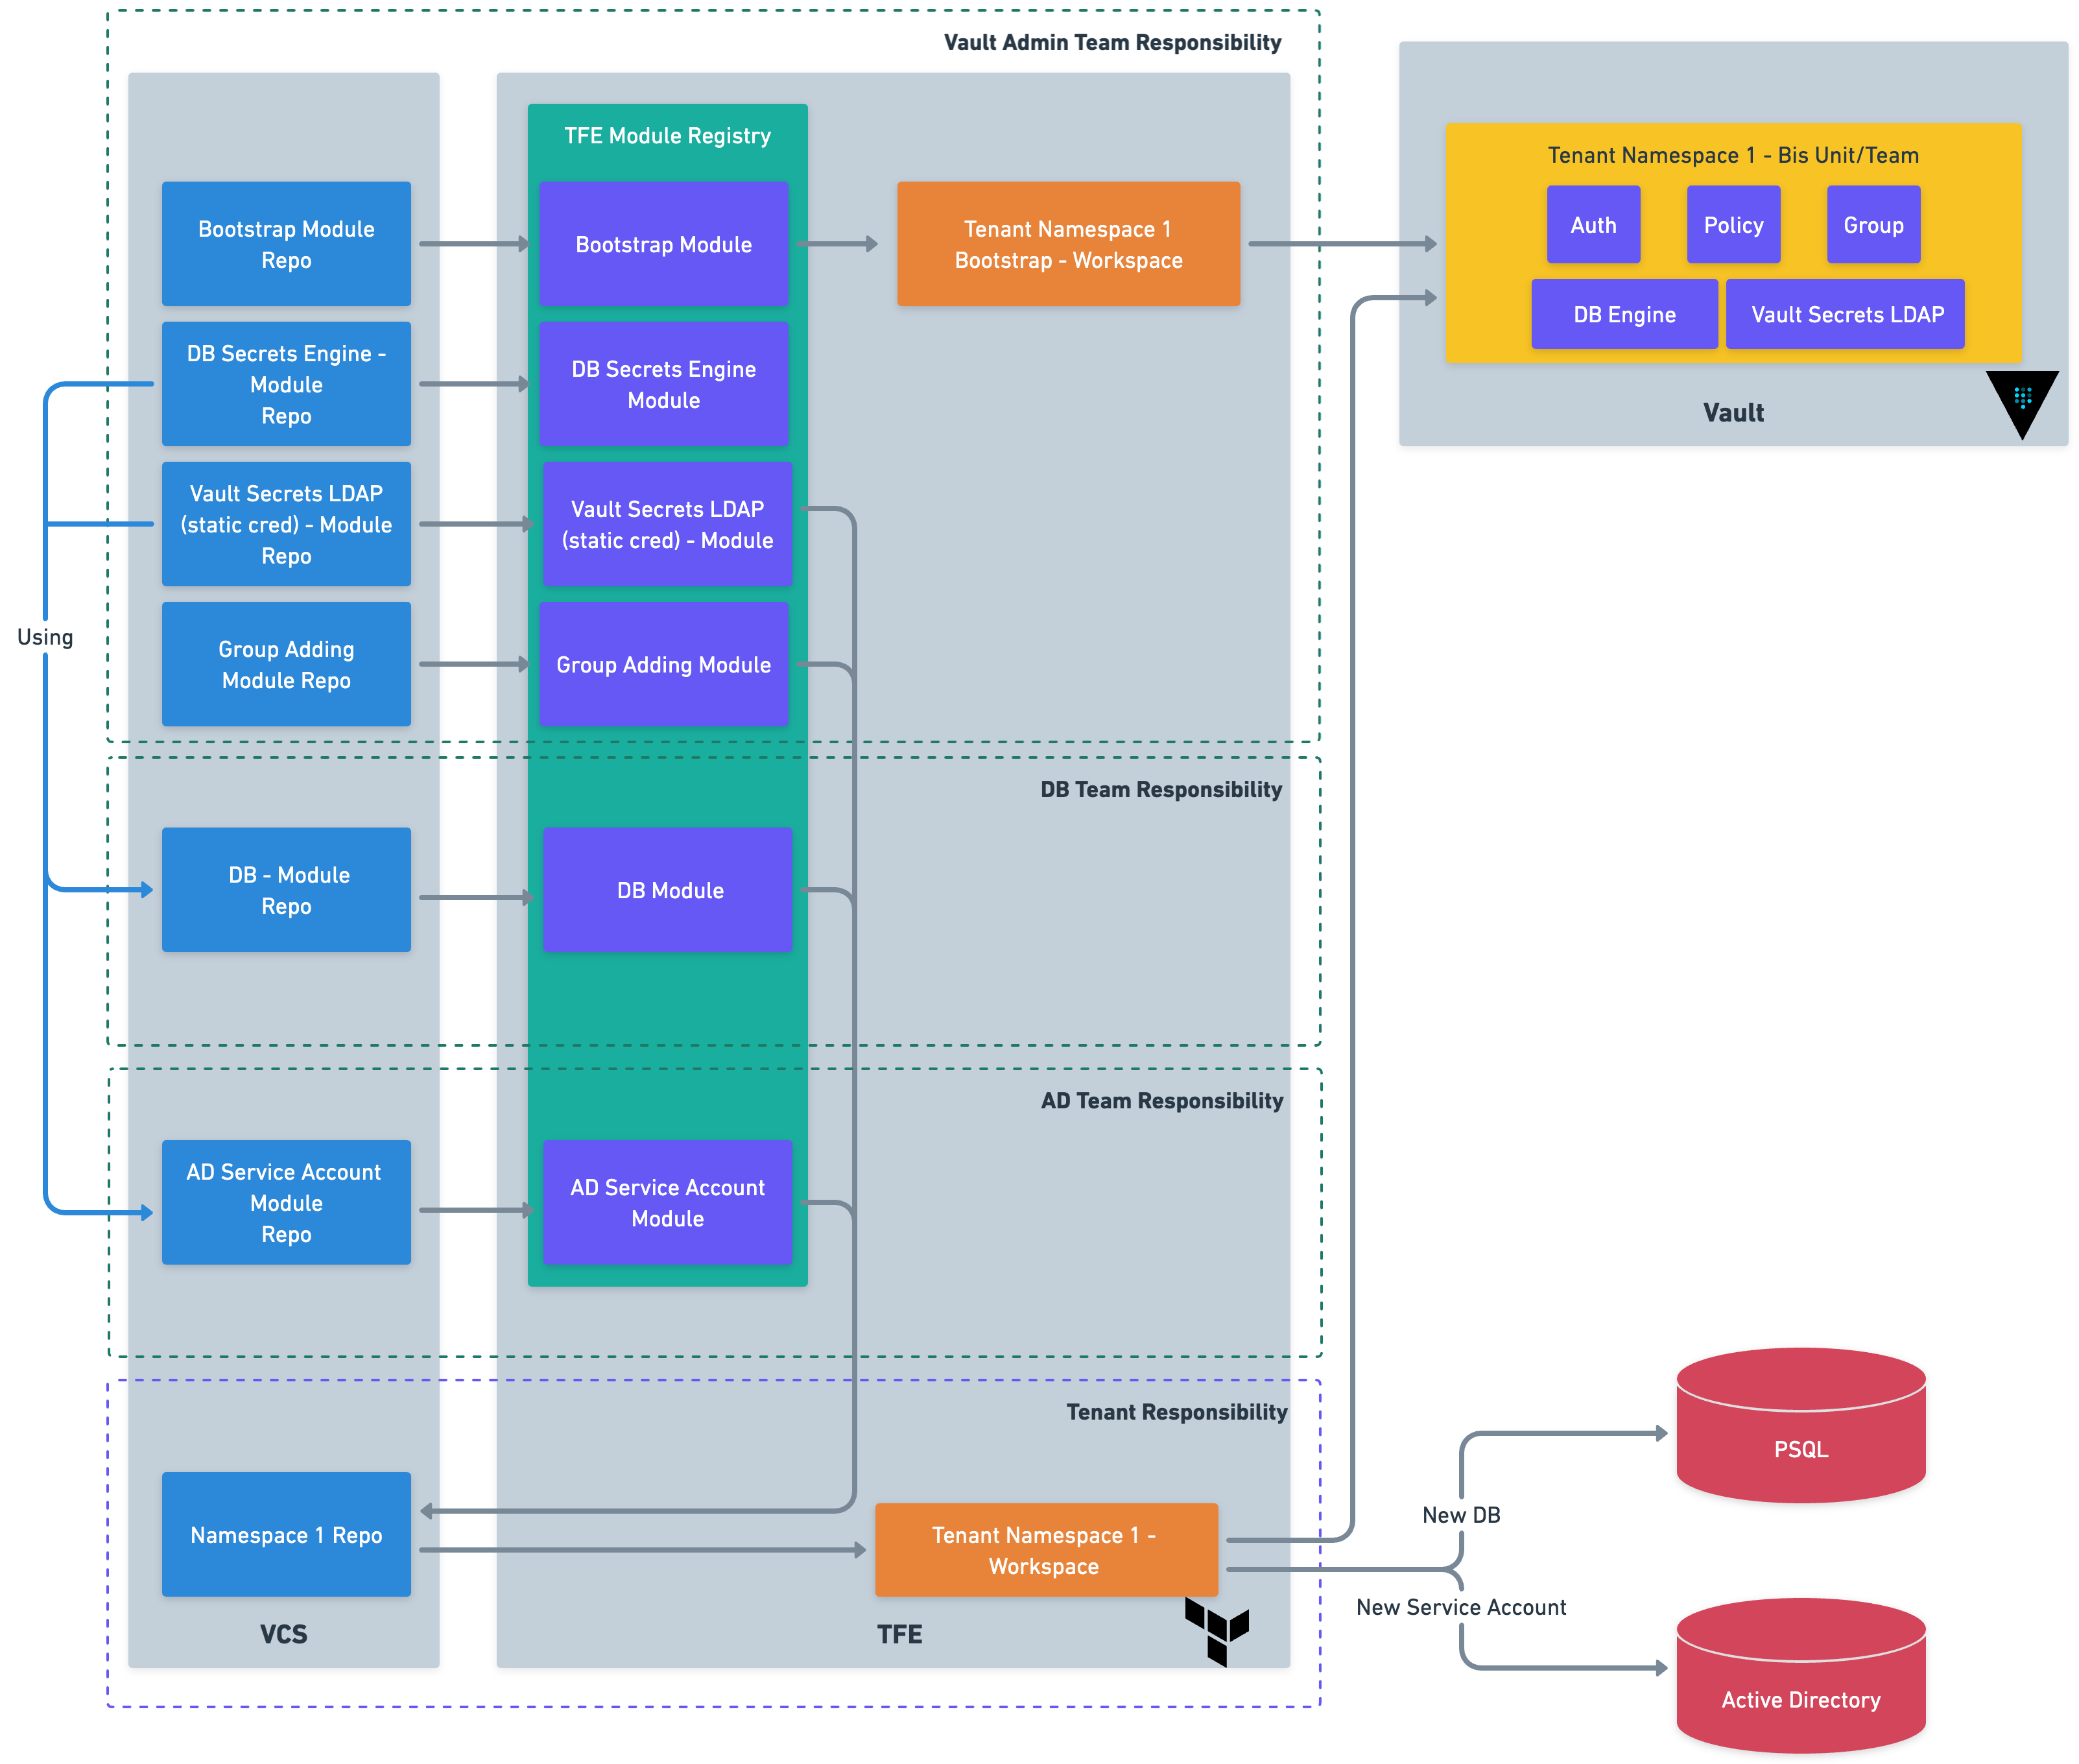 Vault Admin Team Responsibility
TFE Module Registry
Bootstrap Module
Repo
Bootstrap Module
Tenant Namespace 1
Bootstrap - Workspace
DB Secrets Engine -
Module
Repo
DB Secrets Engine
Module
Vault Secrets LDAP
(static cred) - Module
Repo
Vault Secrets LDAP
(static cred) - Module
Group Adding
Module Repo
Group Adding Module
Using
Tenant Namespace 1 - Bis Unit/Team
Auth
Policy
Group
DB Engine
Vault Secrets LDAP
Vault
DB Team Responsibility
DB - Module
Repo
DB Module
AD Team Responsibility
AD Service Account
Module
Repo
AD Service Account
Module
Tenant Responsibility
Namespace 1 Repo
Tenant Namespace 1 -
Workspace
VCS
TFE
New DB
New Service Account
PSQL
Active Directory